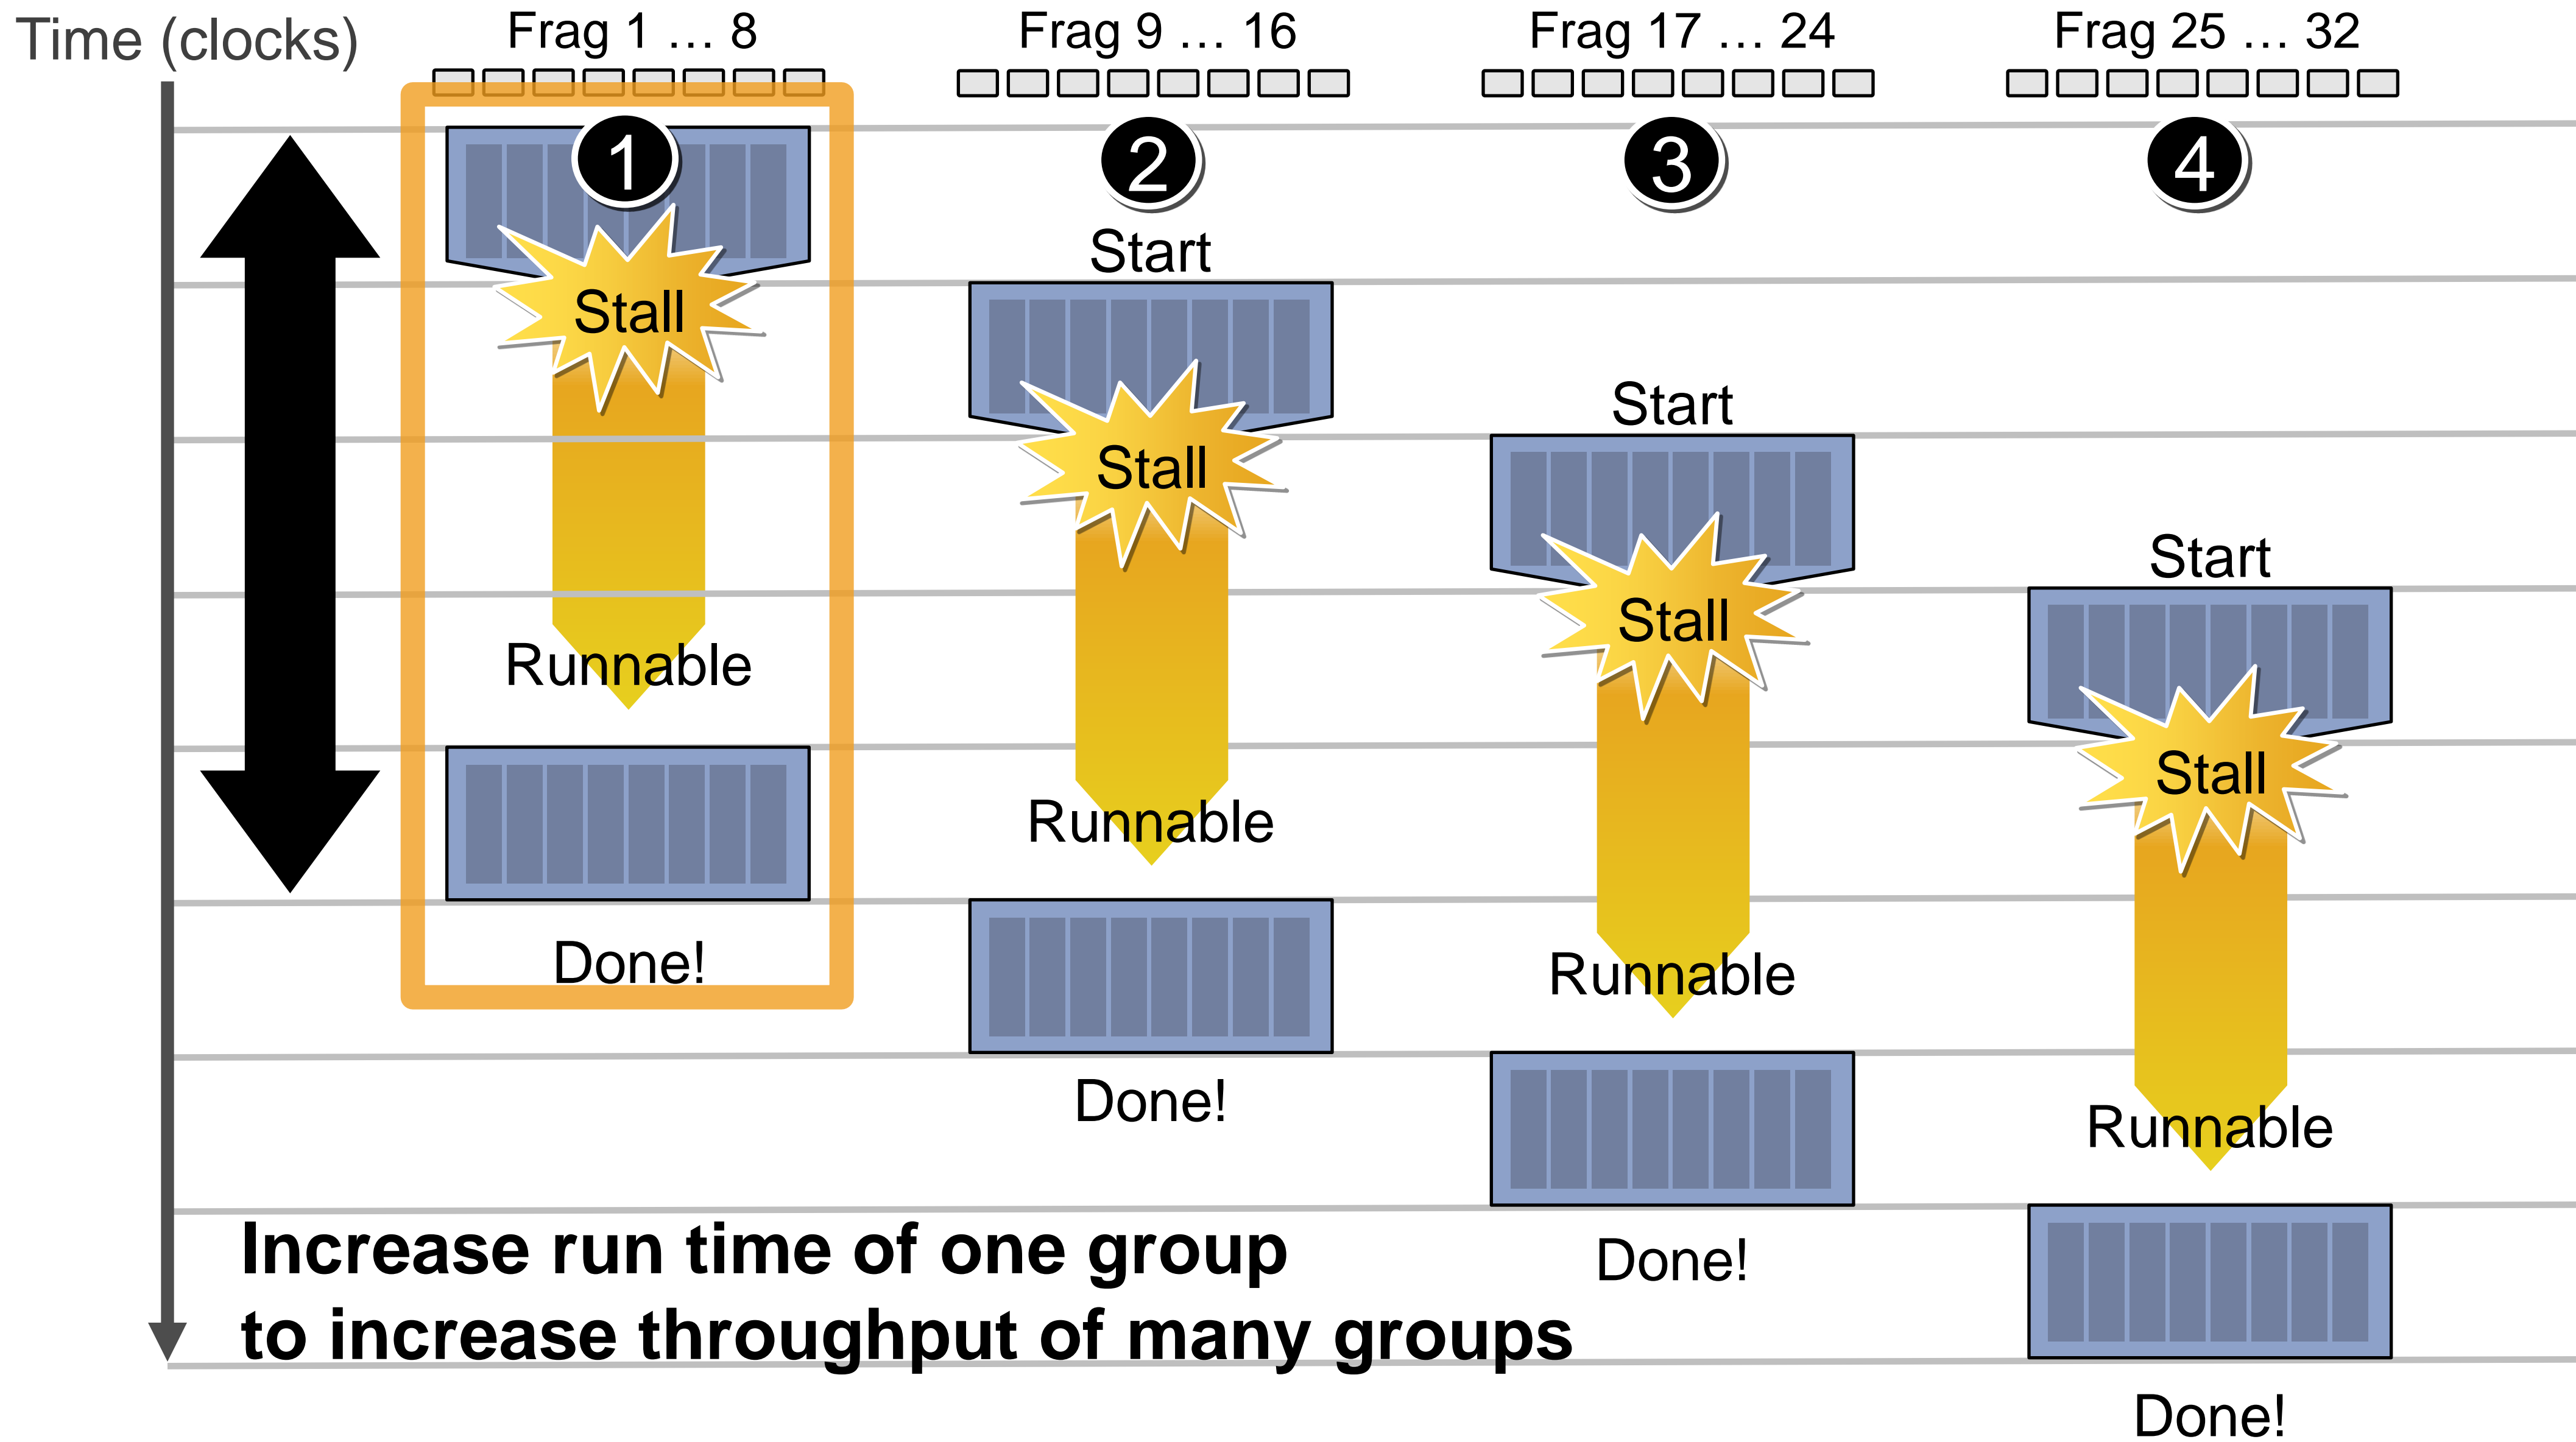 Time (clocks)
Frag 1 … 8
Frag 9 … 16
Frag 17 … 24
Frag 25 … 32
1
2
3
4
Start
Stall
Start
Stall
Start
Stall
Runnable
Stall
Runnable
Done!
Runnable
Done!
Runnable
Increase run time of one group
to increase throughput of many groups
Done!
Done!